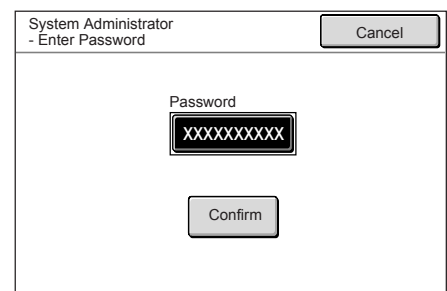 System Administrator
- Enter Password
Cancel
Password
XXXXXXXXXX
Confirm